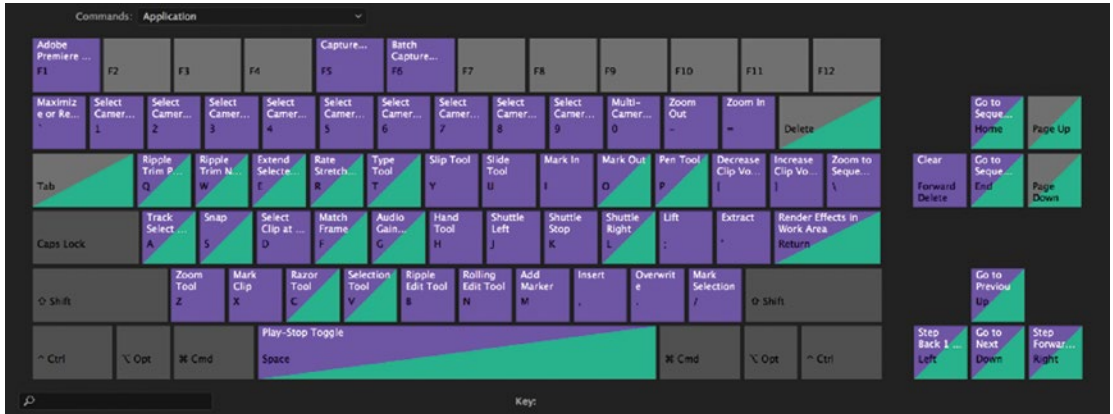 Commands: Application
Adobe
Premiere ...
F1
F2
F3
F4
Capture...
F5
Batch
Capture...
F6
F7
F8
F9
F10
F11
F12
Maximiz
e or Re...
`
Select
Camer...
1
Select
Camer...
2
Select
Camer...
3
Select
Camer...
4
Select
Camer...
5
Select
Camer...
6
Select
Camer...
7
Select
Camer...
8
Select
Camer...
9
Multi-
Camer...
0
Zoom
Out
-
Zoom In
=
Delete
Go to
Seque...
Home
Page Up
Tab
Ripple
Trim P...
Q
Ripple
Trim N...
W
Extend
Selecte...
E
Rate
Stretch...
R
Type
Tool
T
Slip Tool
Y
Slide
Tool
U
Mark In
I
Mark Out
O
Pen Tool
P
Decrease
Clip Vo...
[
Increase
Clip Vo...
]
Zoom to
Seque...
\
Clear
Forward
Delete
Go to
Seque...
End
Page
Down
Caps Lock
Track
Select ...
A
Snap
S
Select
Clip at ...
D
Match
Frame
F
Audio
Gain...
G
Hand
Tool
H
Shuttle
Left
J
Shuttle
Stop
K
Shuttle
Right
L
Lift
;
Extract
'
Render Effects in
Work Area
Return
⇧ Shift
Zoom
Tool
Z
Mark
Clip
X
Razor
Tool
C
Selection
Tool
V
Ripple
Edit Tool
B
Rolling
Edit Tool
N
Add
Marker
M
Insert
,
Overwrit
e
.
Mark
Selection
/
⇧ Shift
Go to
Previou
Up
^ Ctrl
⌥ Opt
⌘ Cmd
Play-Stop Toggle
Space
⌘ Cmd
⌥ Opt
^ Ctrl
Step
Back 1 ...
Left
Go to
Next
Down
Step
Forwar...
Right
Key: